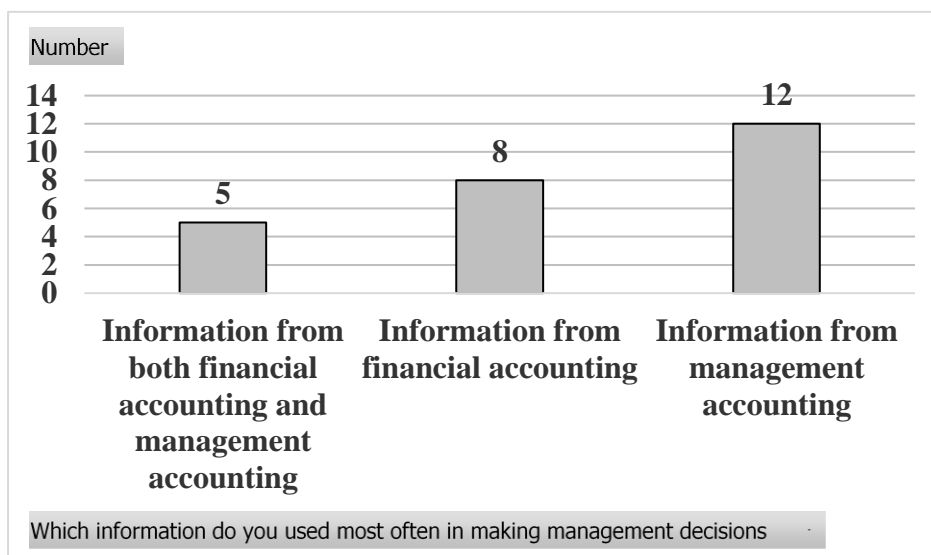 Number
14
12
10
8
6
4
2
0
5
8
12
Information from
both financial
accounting and
management
accounting
Information from
financial accounting
Information from
management
accounting
Which information do you used most often in making management decisions